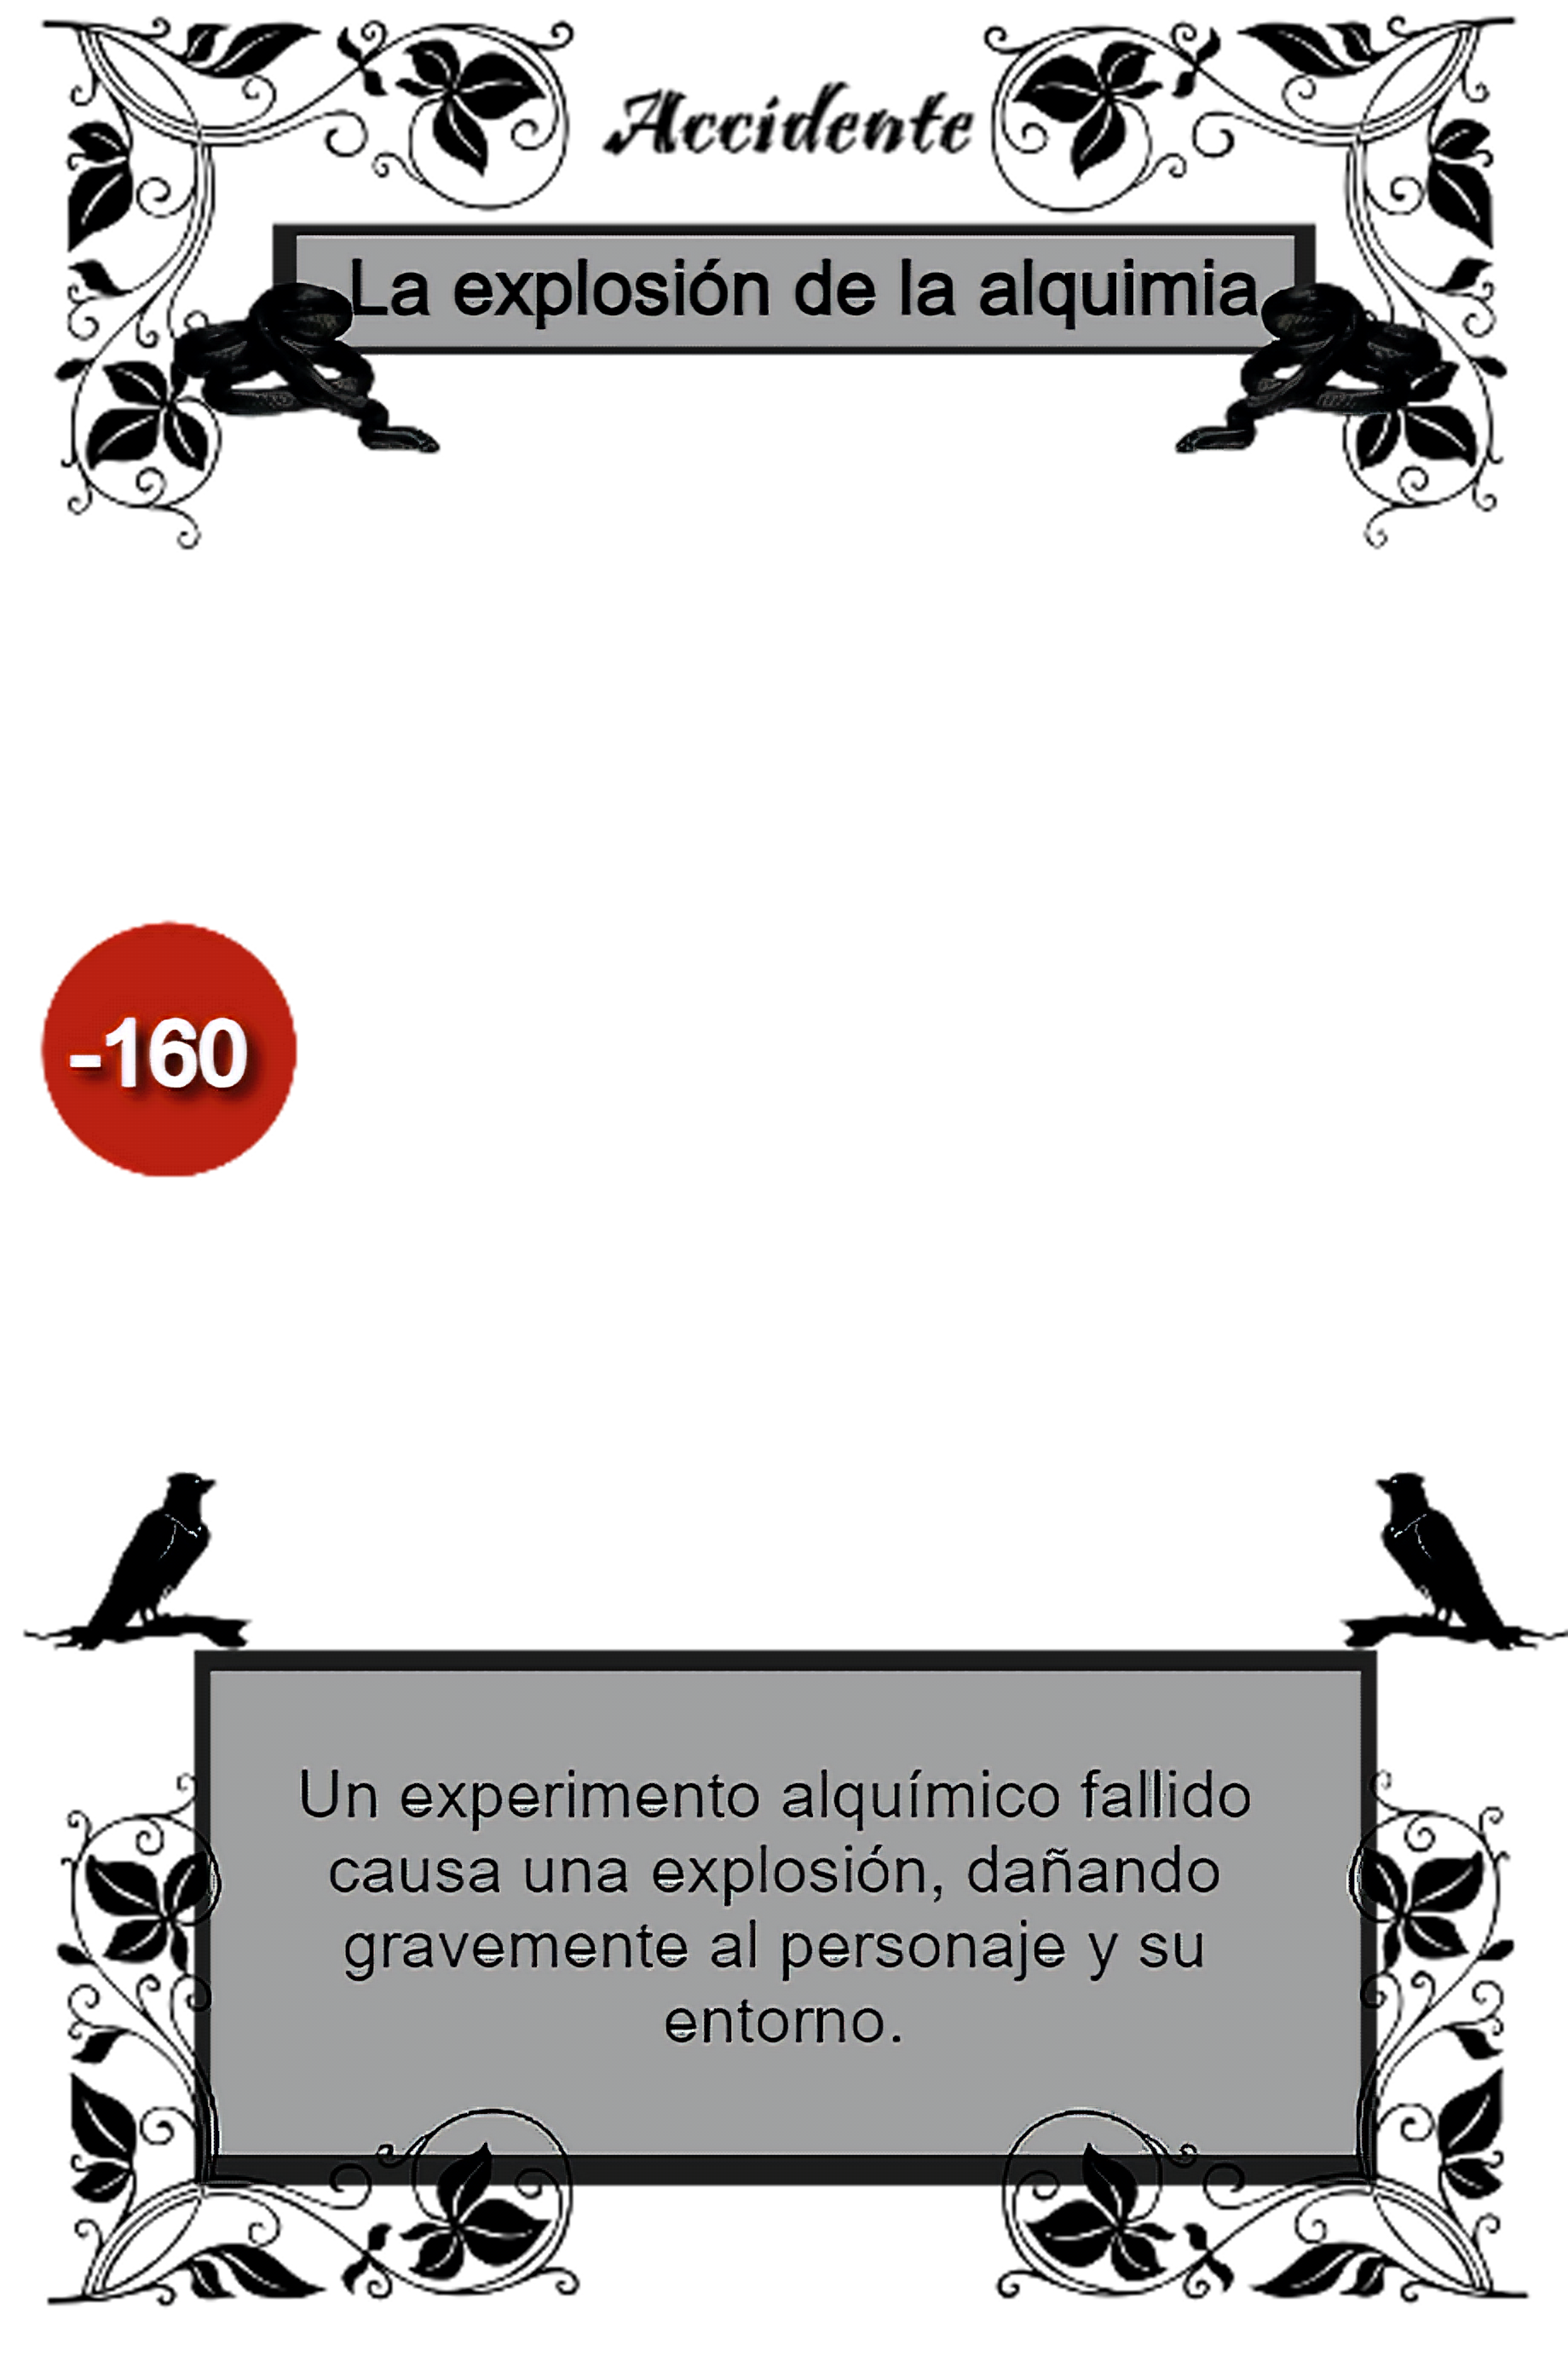 Accidente
La explosión de la alquimia
-160
Un experimento alquímico fallido
causa una explosión, dañando
gravemente al personaje y su
entorno.